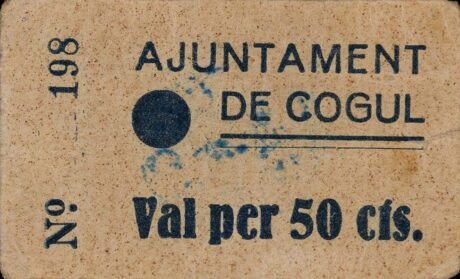 Nº 198
AJUNTAMENT
DE COGUL
Val per 50 cts.